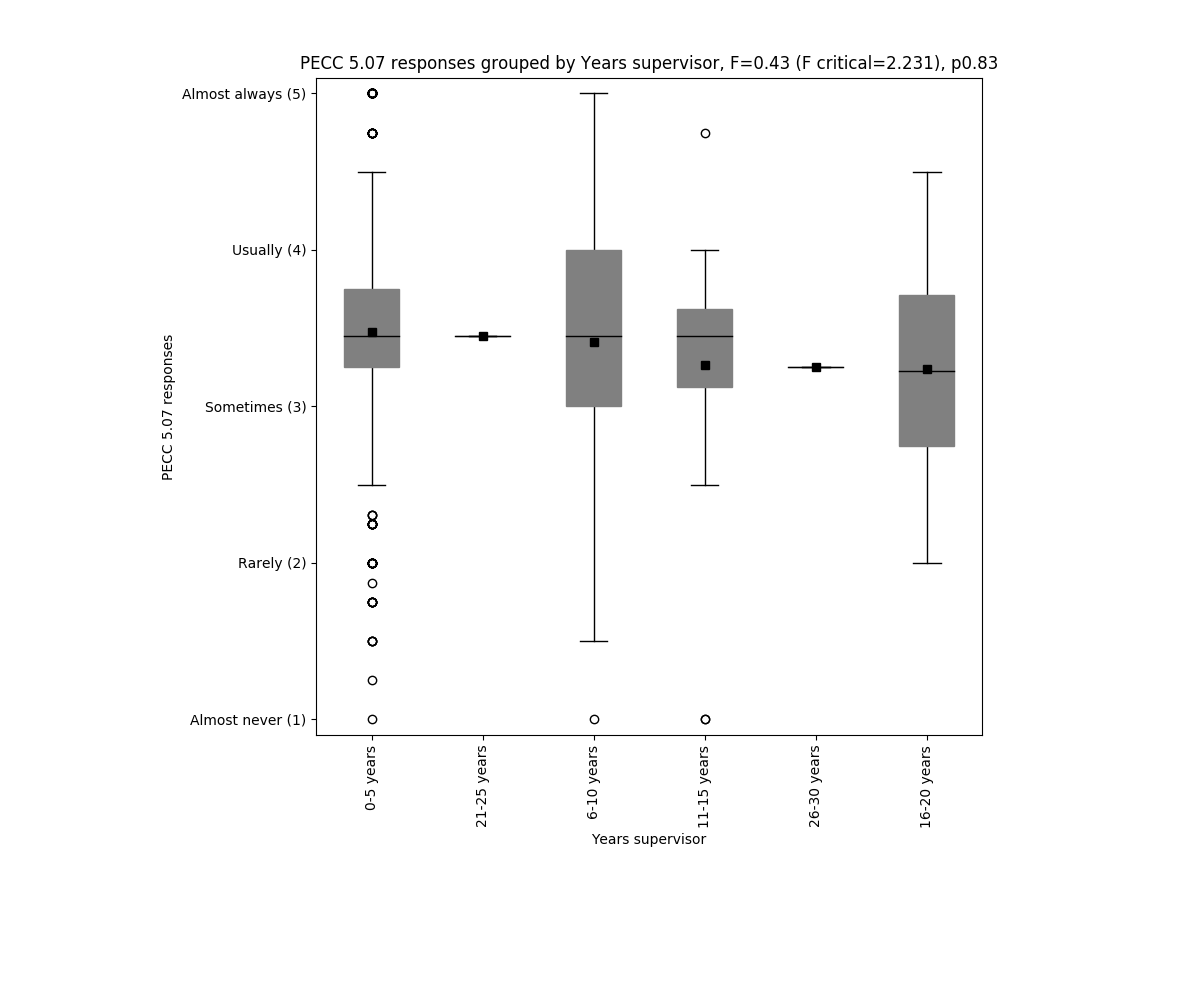 PECC 5.07 responses grouped by Years supervisor, F=0.43 (F critical=2.231), p0.83
Almost always (5)
Usually (4)
Sometimes (3)
Rarely (2)
Almost never (1)
PECC 5.07 responses
0-5 years
21-25 years
6-10 years
11-15 years
26-30 years
16-20 years
Years supervisor